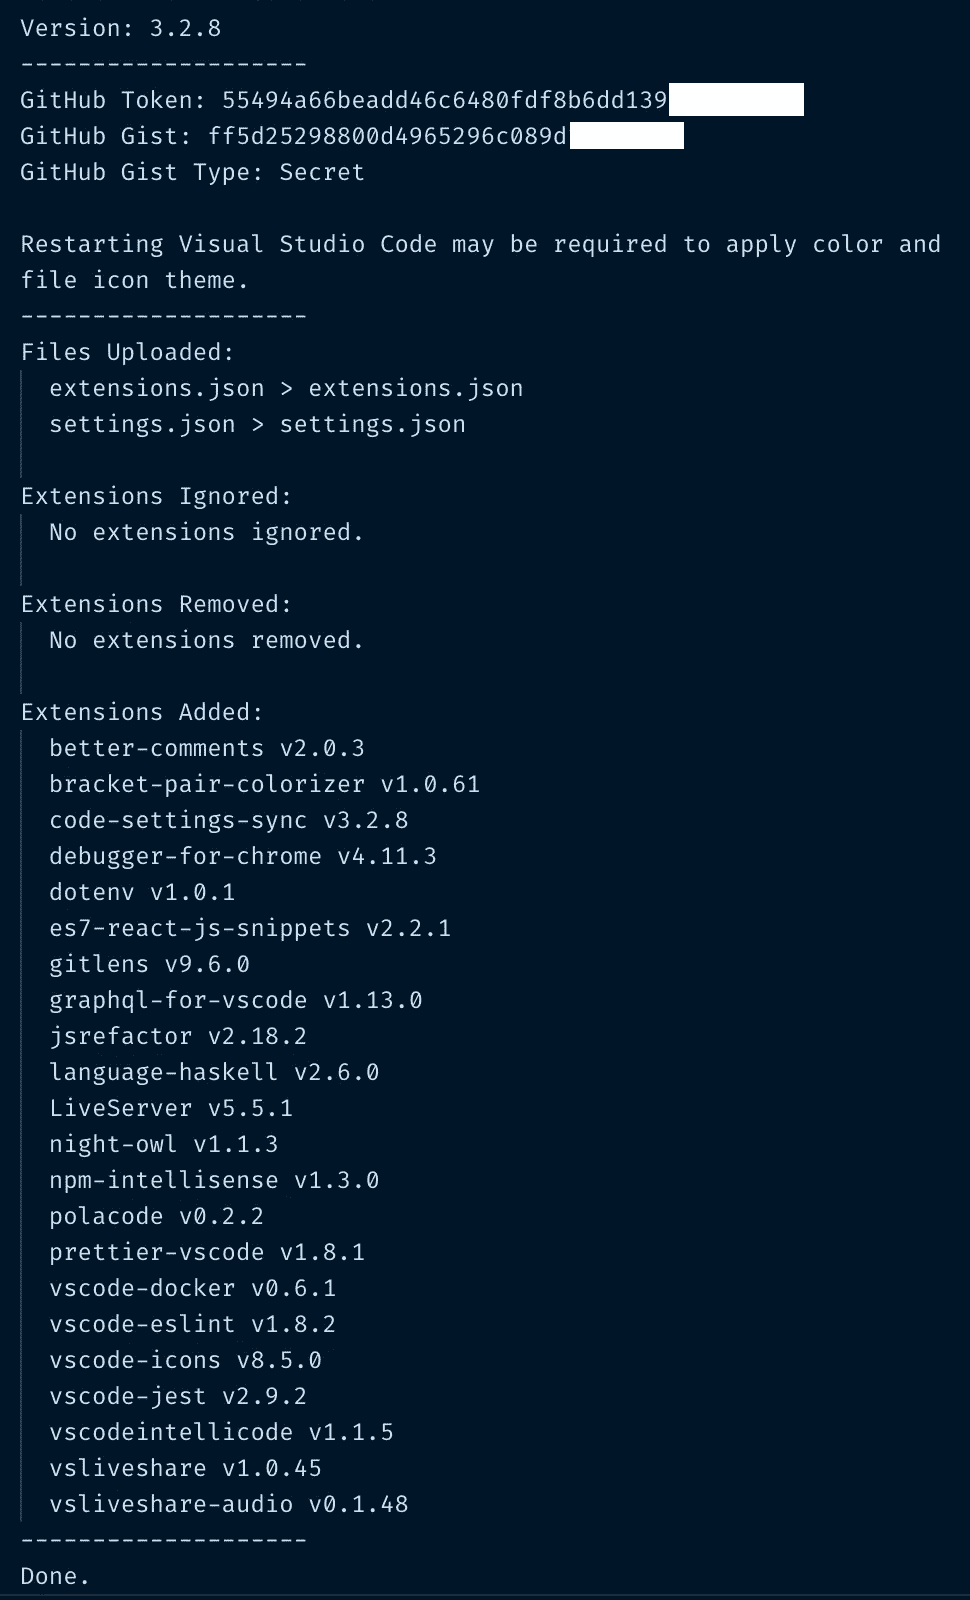 Version: 3.2.8
--------------------
GitHub Token: 55494a66beadd46c6480fdf8b6dd139
GitHub Gist: ff5d25298800d4965296c089d
GitHub Gist Type: Secret
Restarting Visual Studio Code may be required to apply color and
file icon theme.
--------------------
Files Uploaded:
extensions.json > extensions.json
settings.json > settings.json
Extensions Ignored:
No extensions ignored.
Extensions Removed:
No extensions removed.
Extensions Added:
better-comments v2.0.3
bracket-pair-colorizer v1.0.61
code-settings-sync v3.2.8
debugger-for-chrome v4.11.3
dotenv v1.0.1
es7-react-js-snippets v2.2.1
gitlens v9.6.0
graphql-for-vscode v1.13.0
jsrefactor v2.18.2
language-haskell v2.6.0
LiveServer v5.5.1
night-owl v1.1.3
npm-intellisense v1.3.0
polacode v0.2.2
prettier-vscode v1.8.1
vscode-docker v0.6.1
vscode-eslint v1.8.2
vscode-icons v8.5.0
vscode-jest v2.9.2
vscodeintellicode v1.1.5
vsliveshare v1.0.45
vsliveshare-audio v0.1.48
--------------------
Done.